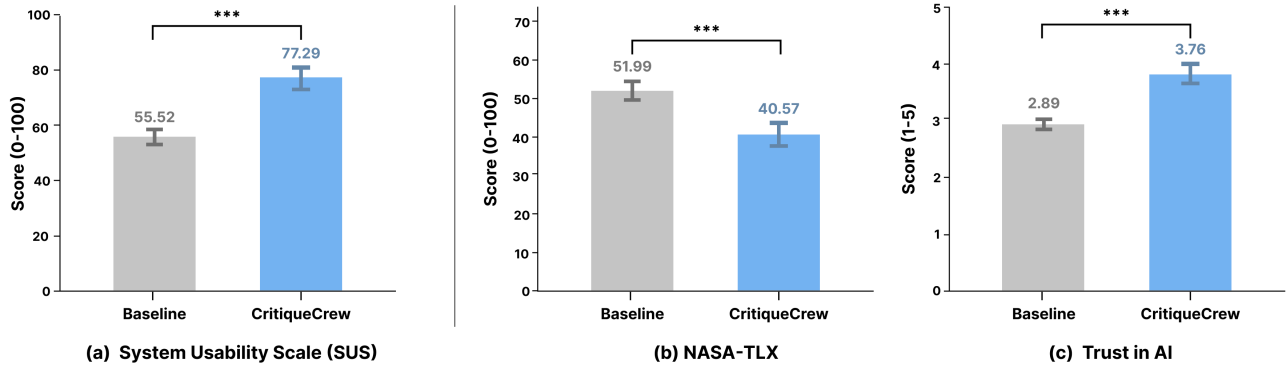 100
80
60
40
20
0
Score (0-100)
***
55.52
77.29
Baseline
CritiqueCrew
(a) System Usability Scale (SUS)
70
60
50
40
30
20
10
0
Score (0-100)
***
51.99
40.57
Baseline
CritiqueCrew
(b) NASA-TLX
5
4
3
2
1
0
Score (1-5)
***
2.89
3.76
Baseline
CritiqueCrew
(c) Trust in AI